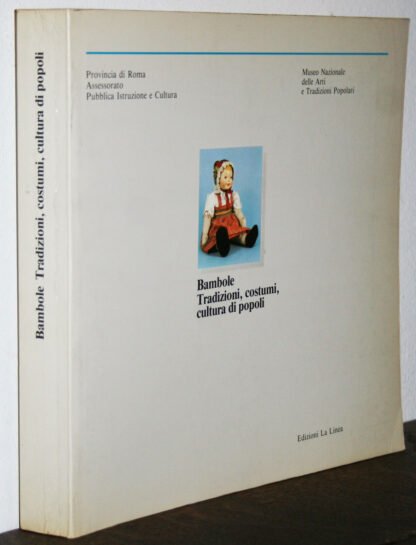 Bambole Tradizioni, costumi, cultura di popoli
Provincia di Roma
Assessorato
Pubblica Istruzione e Cultura
Museo Nazionale
delle Arti
e Tradizioni Popolari
Bambole
Tradizioni, costumi,
cultura di popoli
Edizioni La Linea